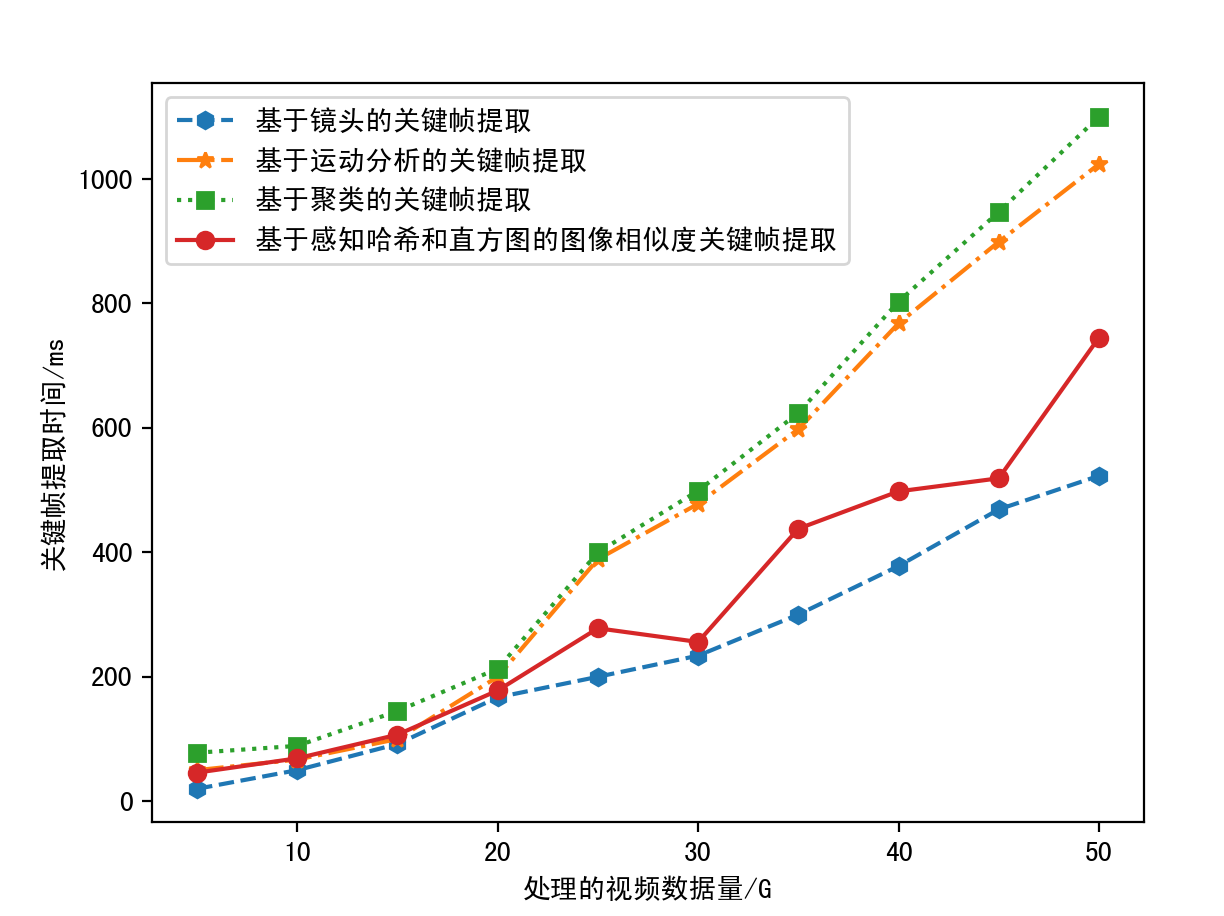 基于镜头的关键帧提取
基于运动分析的关键帧提取
基于聚类的关键帧提取
基于感知哈希和直方图的图像相似度关键帧提取
关键帧提取时间/ms
1000
800
600
400
200
0
10 20 30 40 50
处理的视频数据量/G